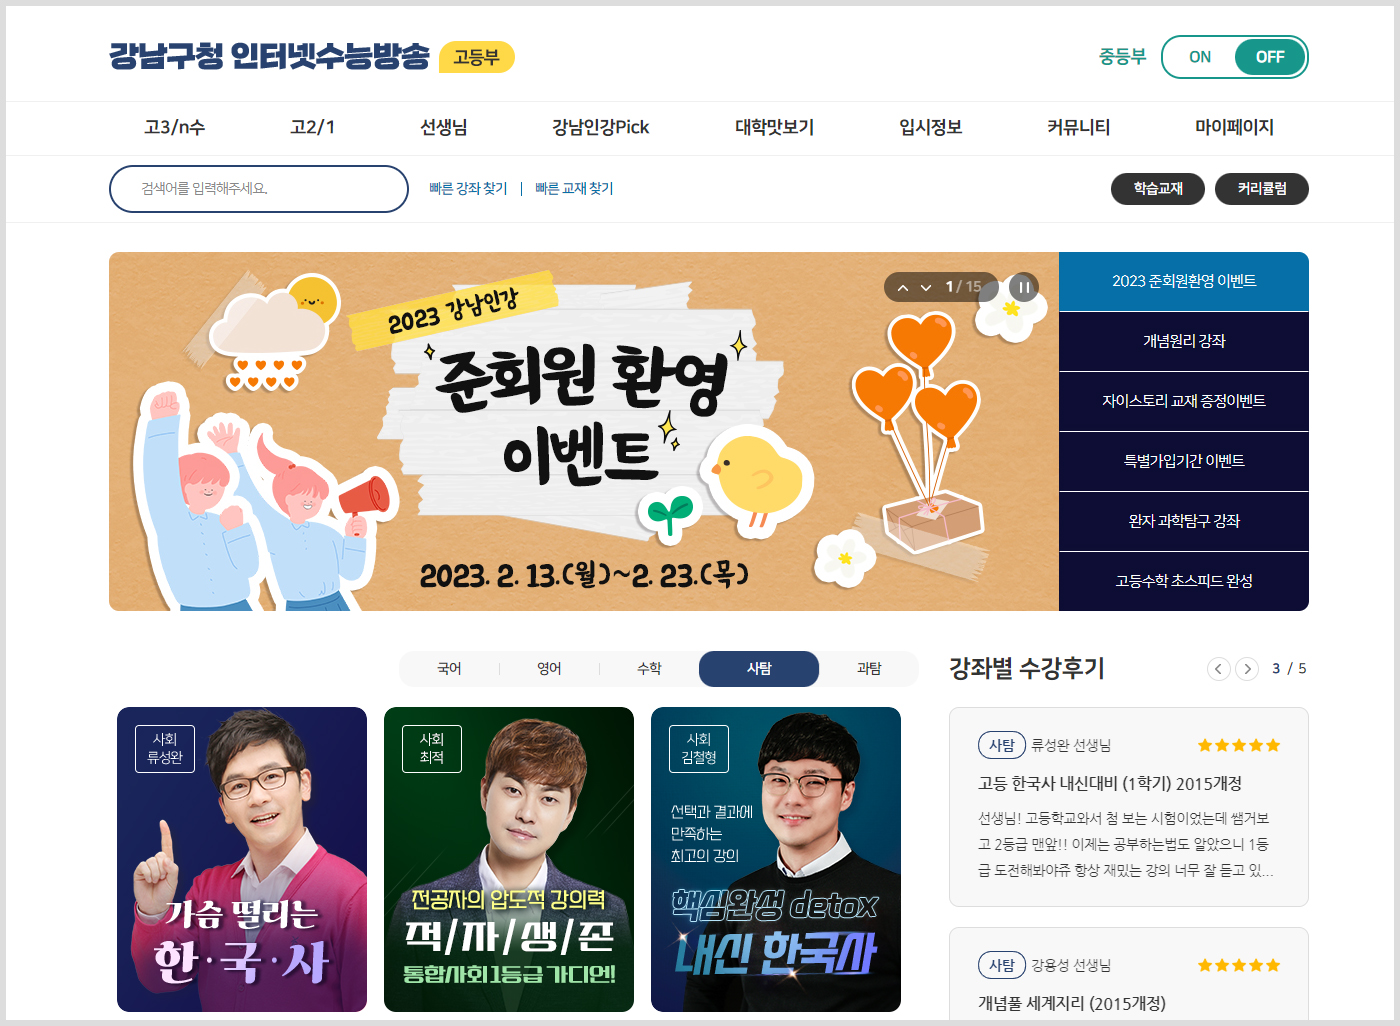 강남구청 인터넷수능방송 고등부
중등부 ON OFF
고3/n수 고2/1 선생님 강남인강Pick 대학맛보기 입시정보 커뮤니티 마이페이지
검색어를 입력해주세요. 빠른 강좌 찾기 | 빠른 교재 찾기 학습교재 커리큘럼
1 / 15
2023 강남인강
준회원 환영
이벤트
2023. 2. 13.(월)~2. 23.(목)
2023 준회원환영 이벤트
개념원리 강좌
자이스토리 교재 증정이벤트
특별가입기간 이벤트
완자 과학탐구 강좌
고등수학 초스피드 완성
국어 영어 수학 사탐 과탐
사회
류성완
가슴 떨리는
한·국·사
사회
최적
전공자의 압도적 강의력
적/자/생/존
통합사회 1등급 가디언!
사회
김철형
선택과 결과에
만족하는
최고의 강의
핵심완성 detox
내신 한국사
강좌별 수강후기 3 / 5
사탐 류성완 선생님
고등 한국사 내신대비 (1학기) 2015개정
선생님! 고등학교와서 첨 보는 시험이었는데 쌤거보
고 2등급 맨앞!! 이제는 공부하는법도 알았으니 1등
급 도전해봐야쥬 항상 재밌는 강의 너무 잘 듣고 있...
사탐 강용성 선생님
개념풀 세계지리 (2015개정)